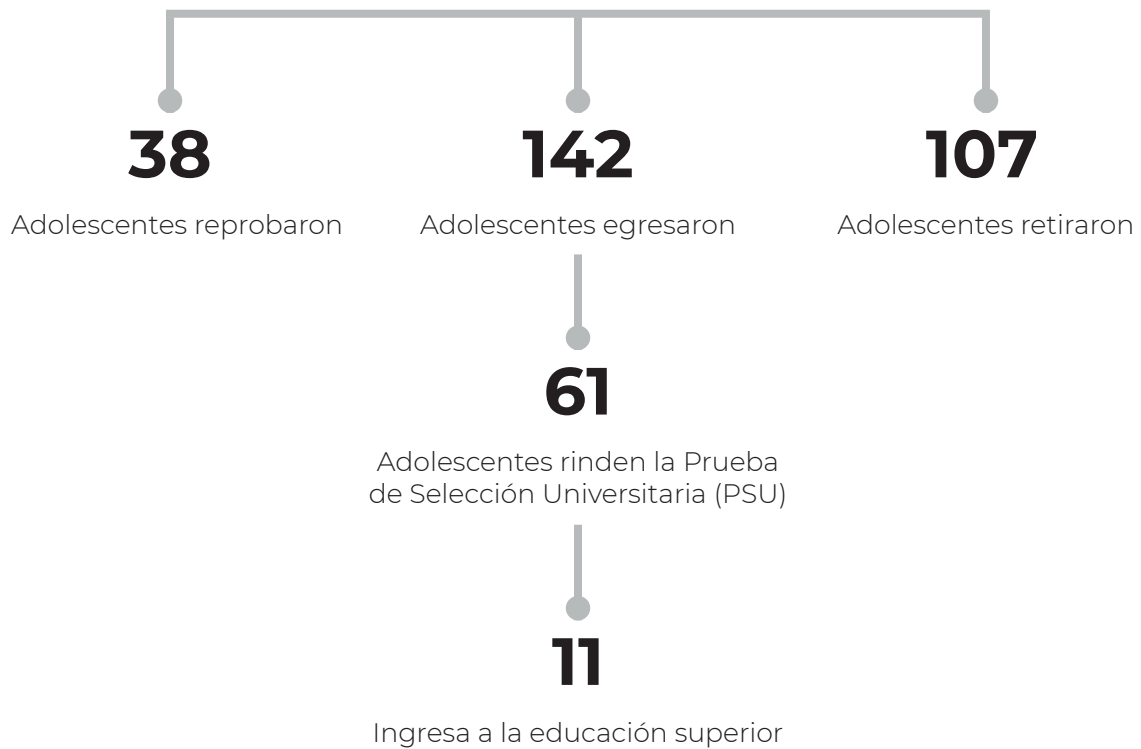 38
Adolescentes reprobaron
142
Adolescentes egresaron
107
Adolescentes retiraron
61
Adolescentes rinden la Prueba
de Selección Universitaria (PSU)
11
Ingresa a la educación superior